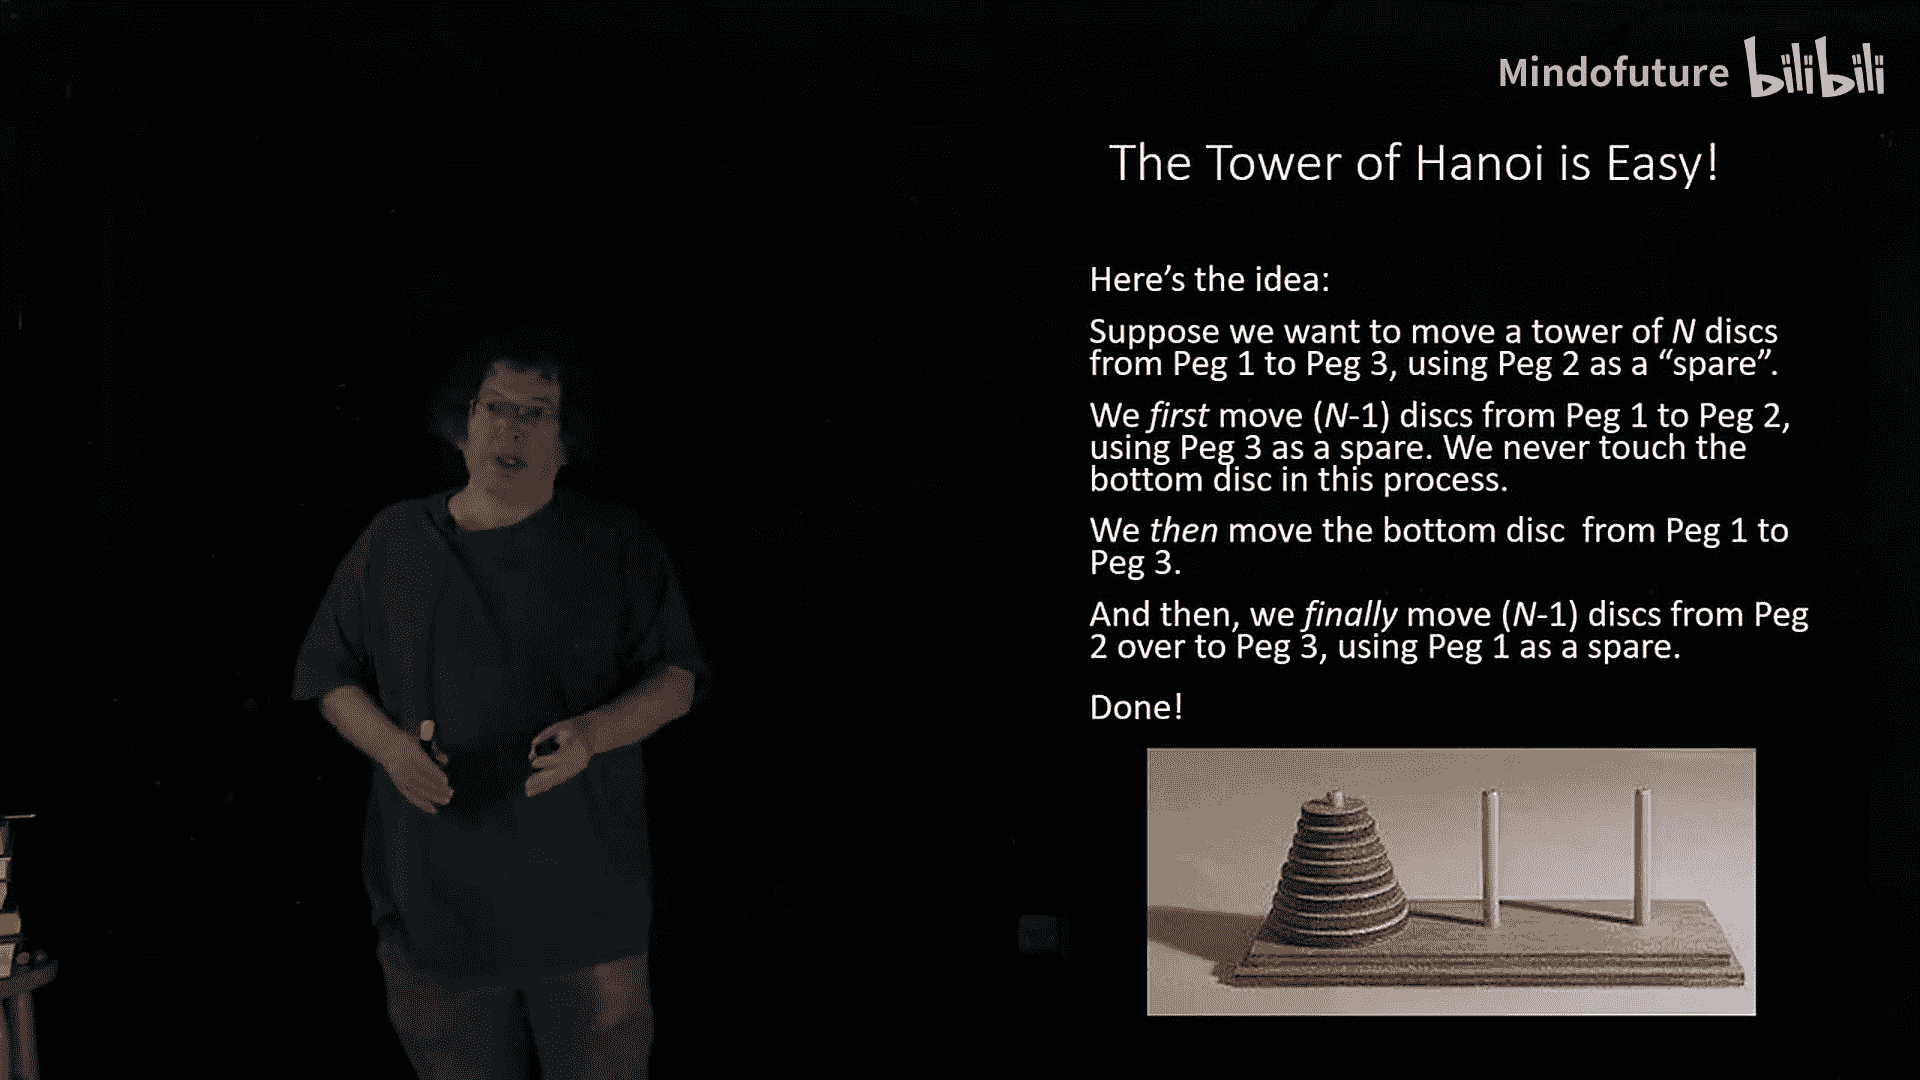 Mindofuture bilibili
The Tower of Hanoi is Easy!
Here’s the idea:
Suppose we want to move a tower of N discs
from Peg 1 to Peg 3, using Peg 2 as a “spare”.
We first move (N-1) discs from Peg 1 to Peg 2,
using Peg 3 as a spare. We never touch the
bottom disc in this process.
We then move the bottom disc  from Peg 1 to
Peg 3.
And then, we finally move (N-1) discs from Peg
2 over to Peg 3, using Peg 1 as a spare.
Done!